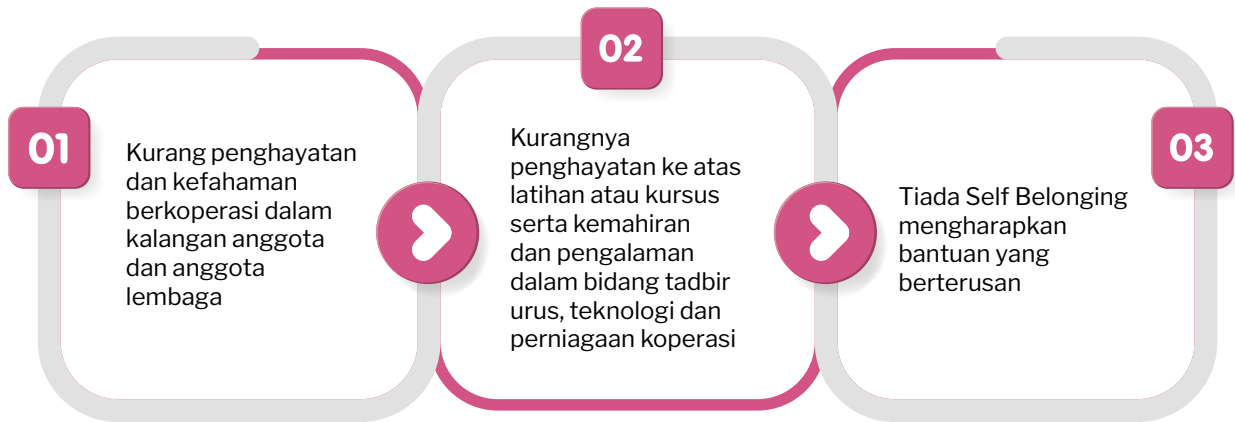 01
Kurang penghayatan
dan kefahaman
berkoperasi dalam
kalangan anggota
dan anggota
lembaga
02
Kurangnya
penghayatan ke atas
latihan atau kursus
serta kemahiran
dan pengalaman
dalam bidang tadbir
urus, teknologi dan
perniagaan koperasi
03
Tiada Self Belonging
mengharapkan
bantuan yang
berterusan